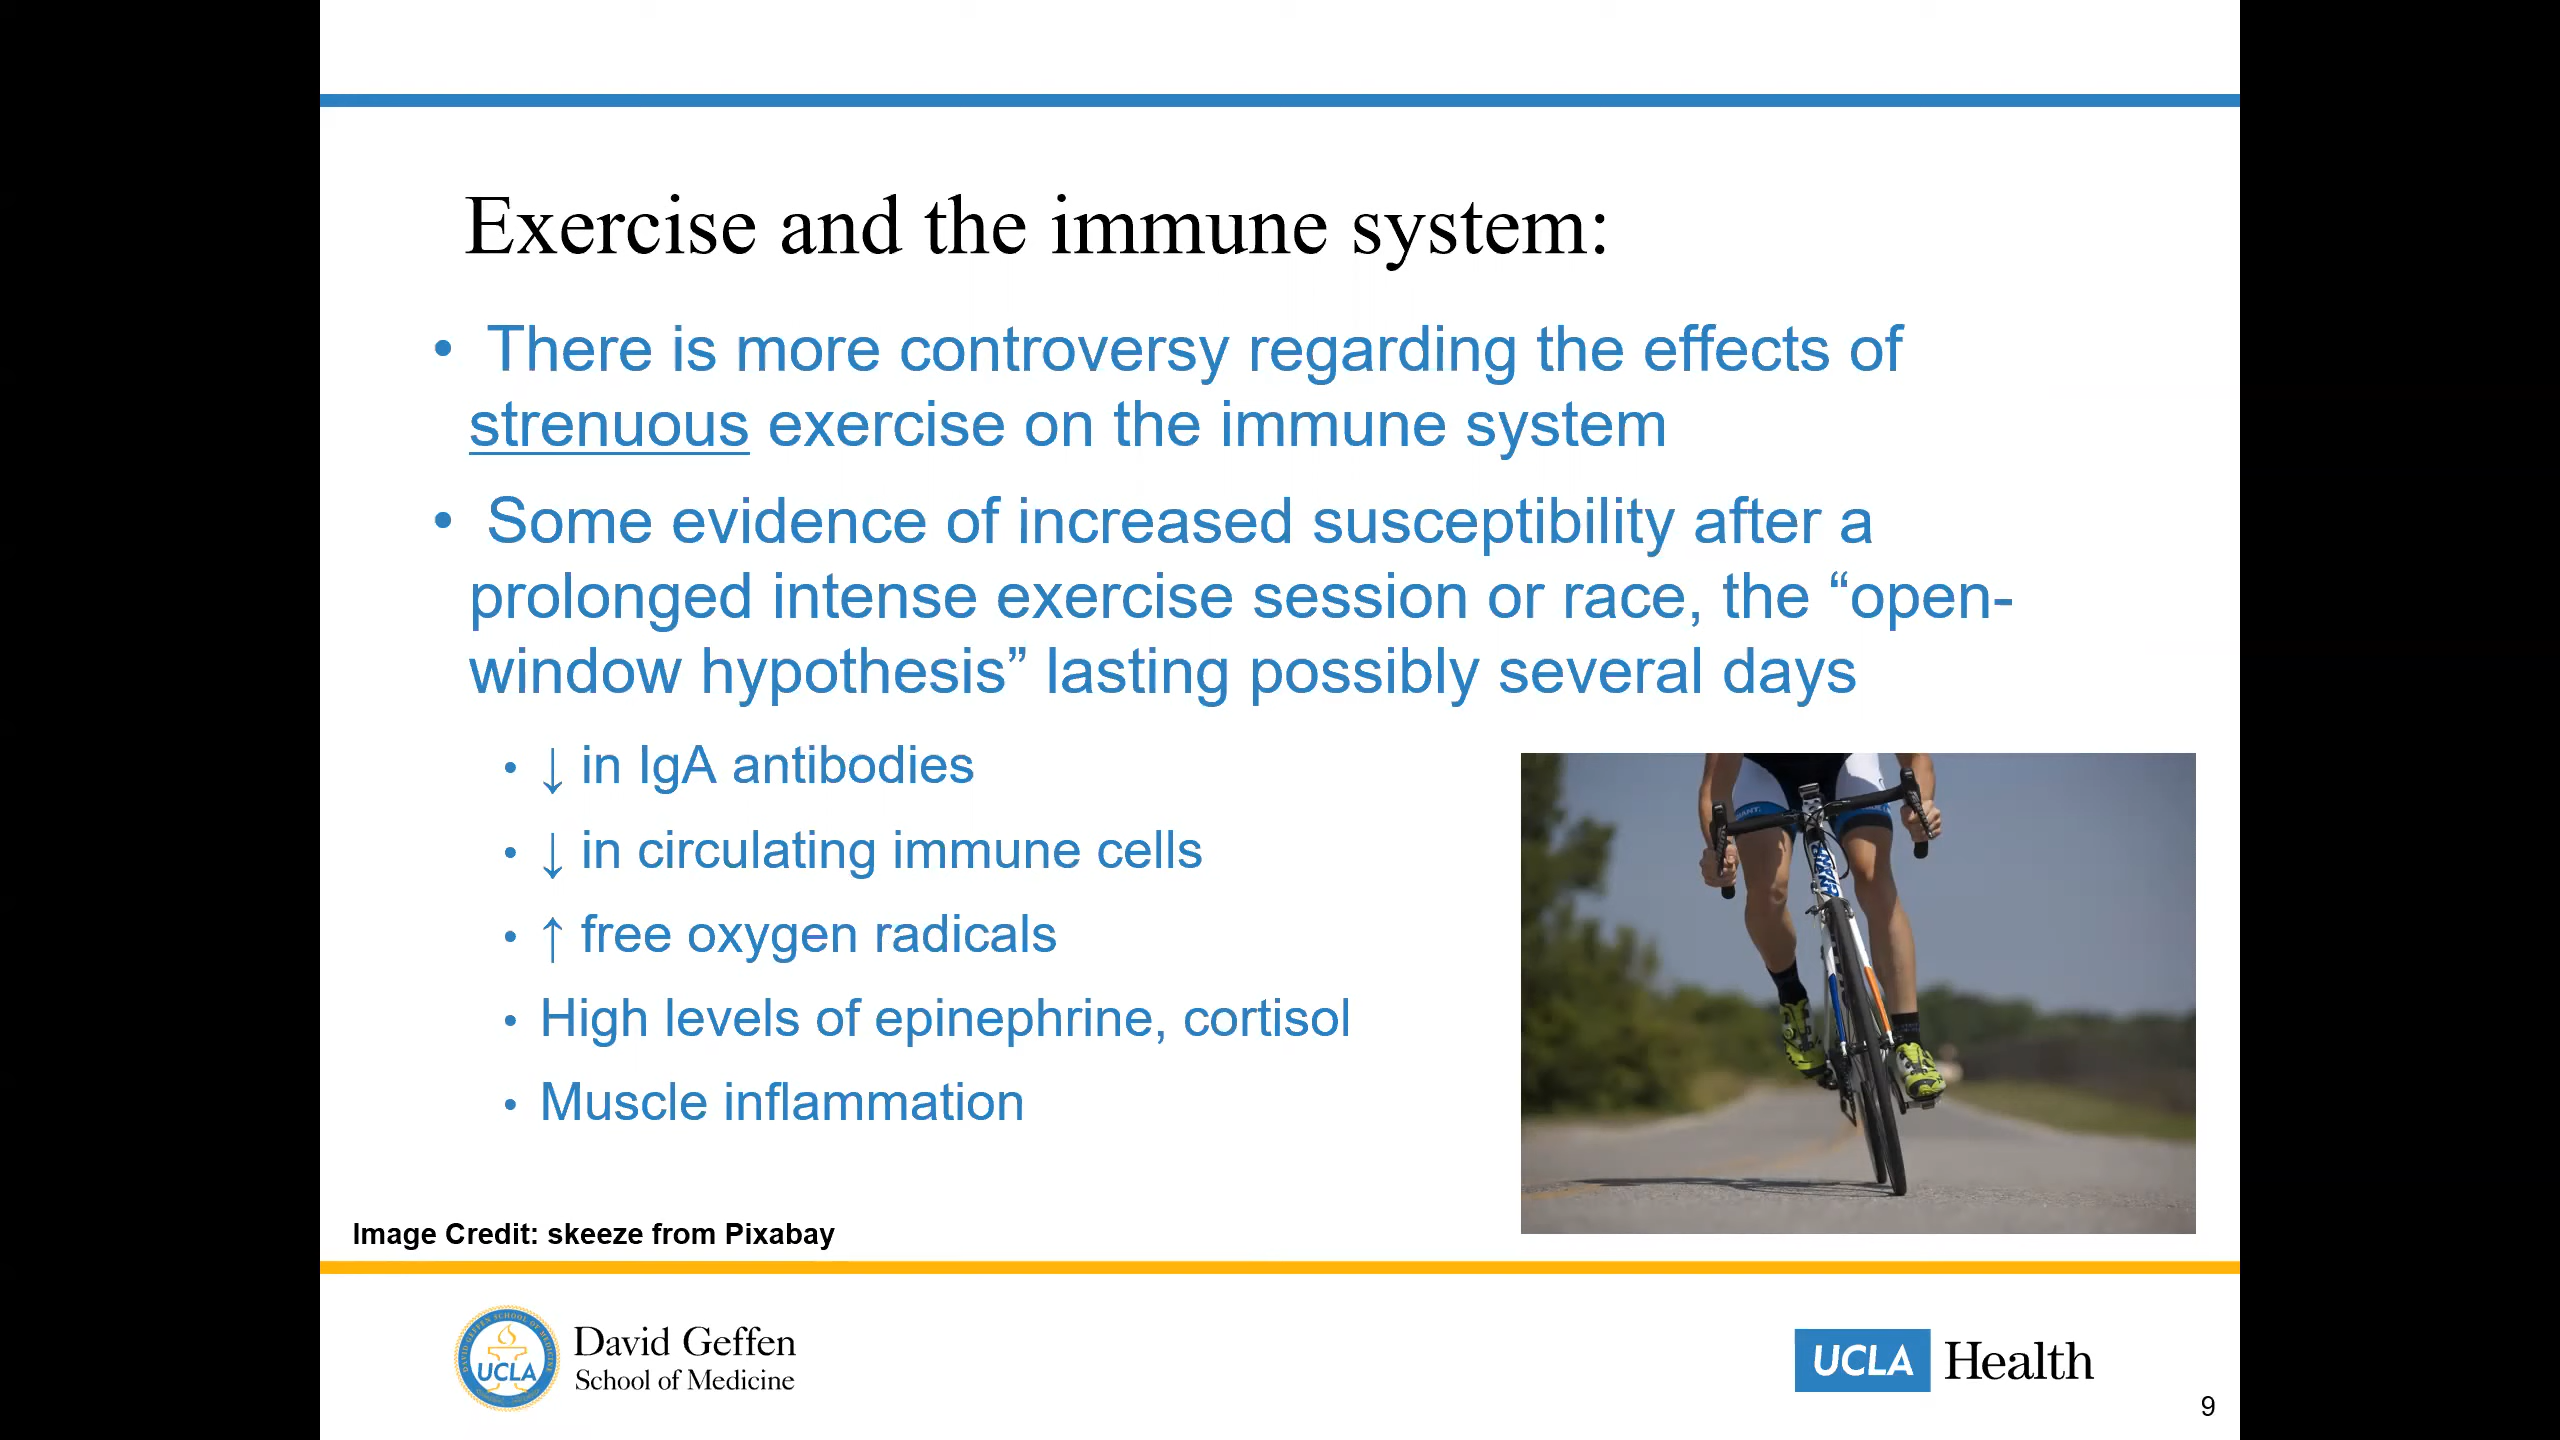 Exercise and the immune system:
• There is more controversy regarding the effects of
strenuous exercise on the immune system
• Some evidence of increased susceptibility after a
prolonged intense exercise session or race, the “open-
window hypothesis” lasting possibly several days
• ↓ in IgA antibodies
• ↓ in circulating immune cells
• ↑ free oxygen radicals
• High levels of epinephrine, cortisol
• Muscle inflammation
Image Credit: skeeze from Pixabay
UCLA
David Geffen
School of Medicine
UCLA Health
9